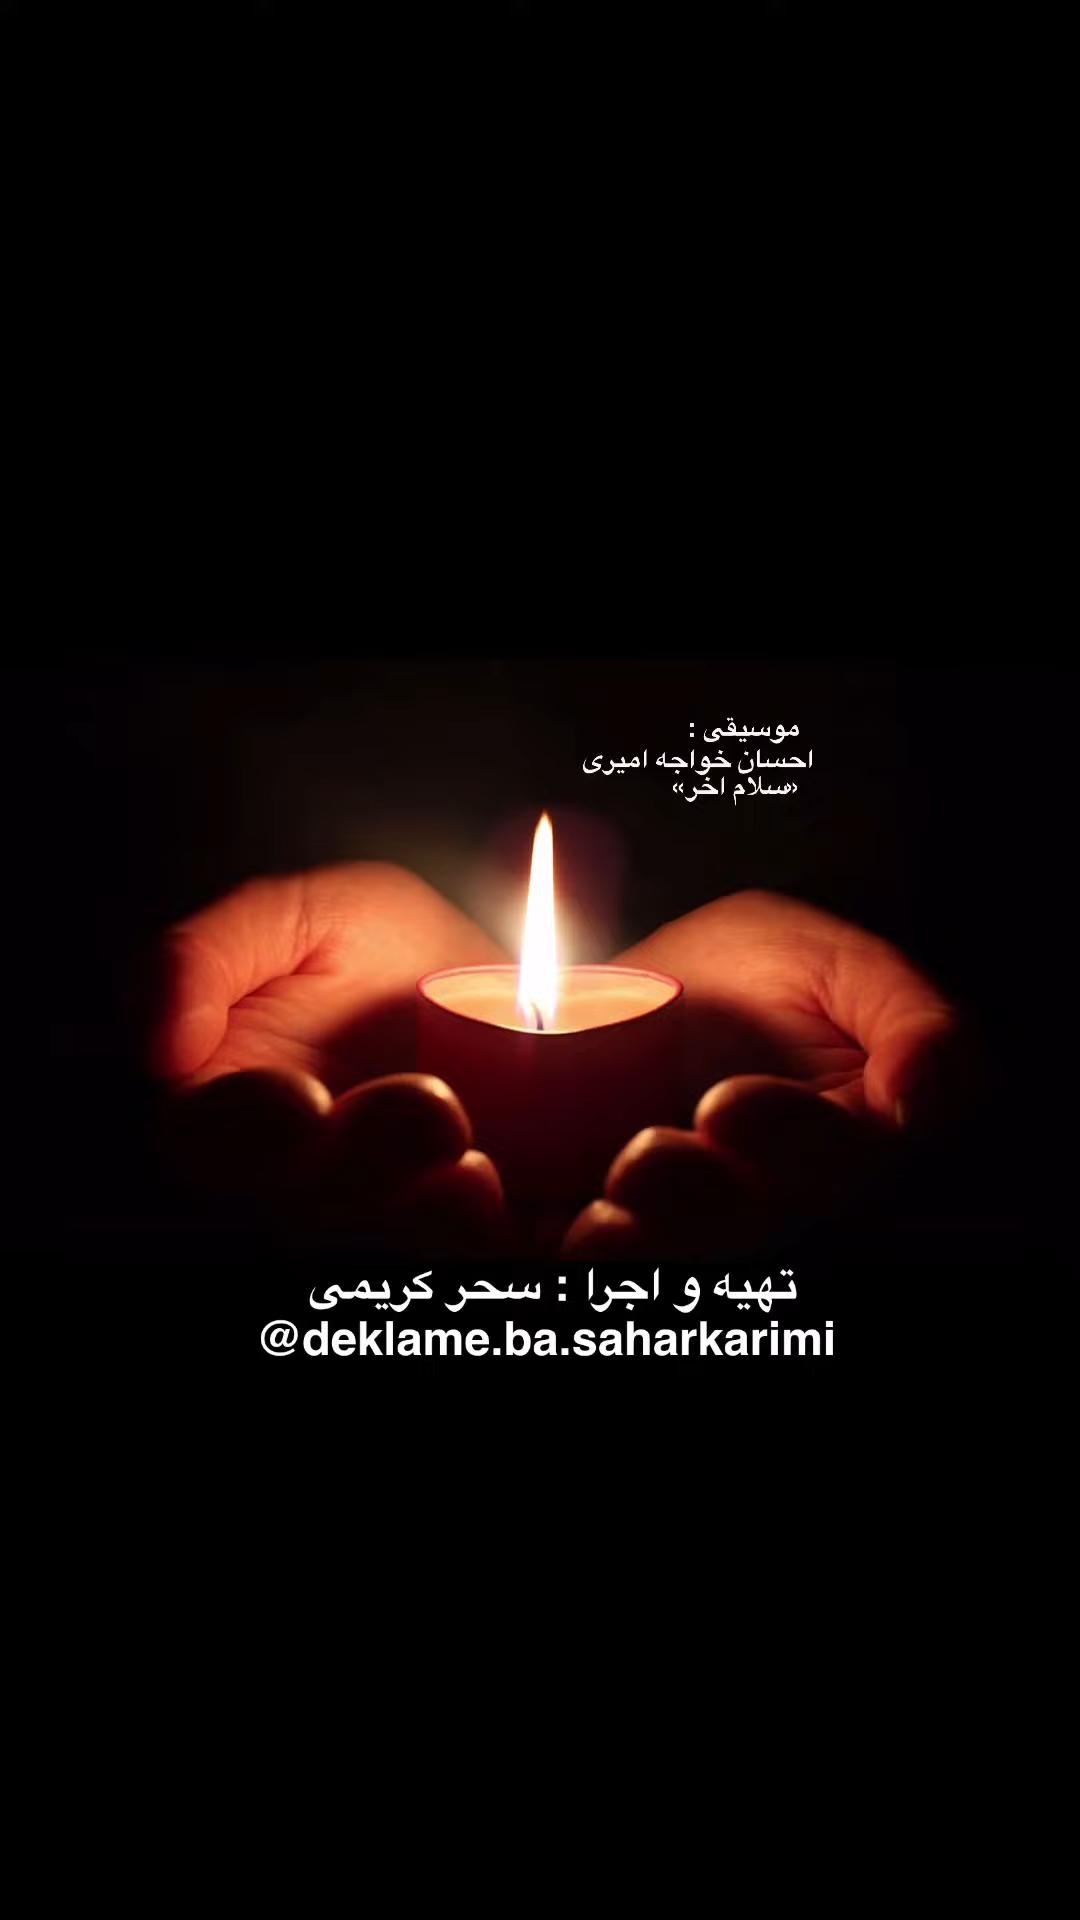 موسیقی :
احسان خواجه امیری
«سلام اخر»
تهیه و اجرا : سحر کریمی
@deklame.ba.saharkarimi